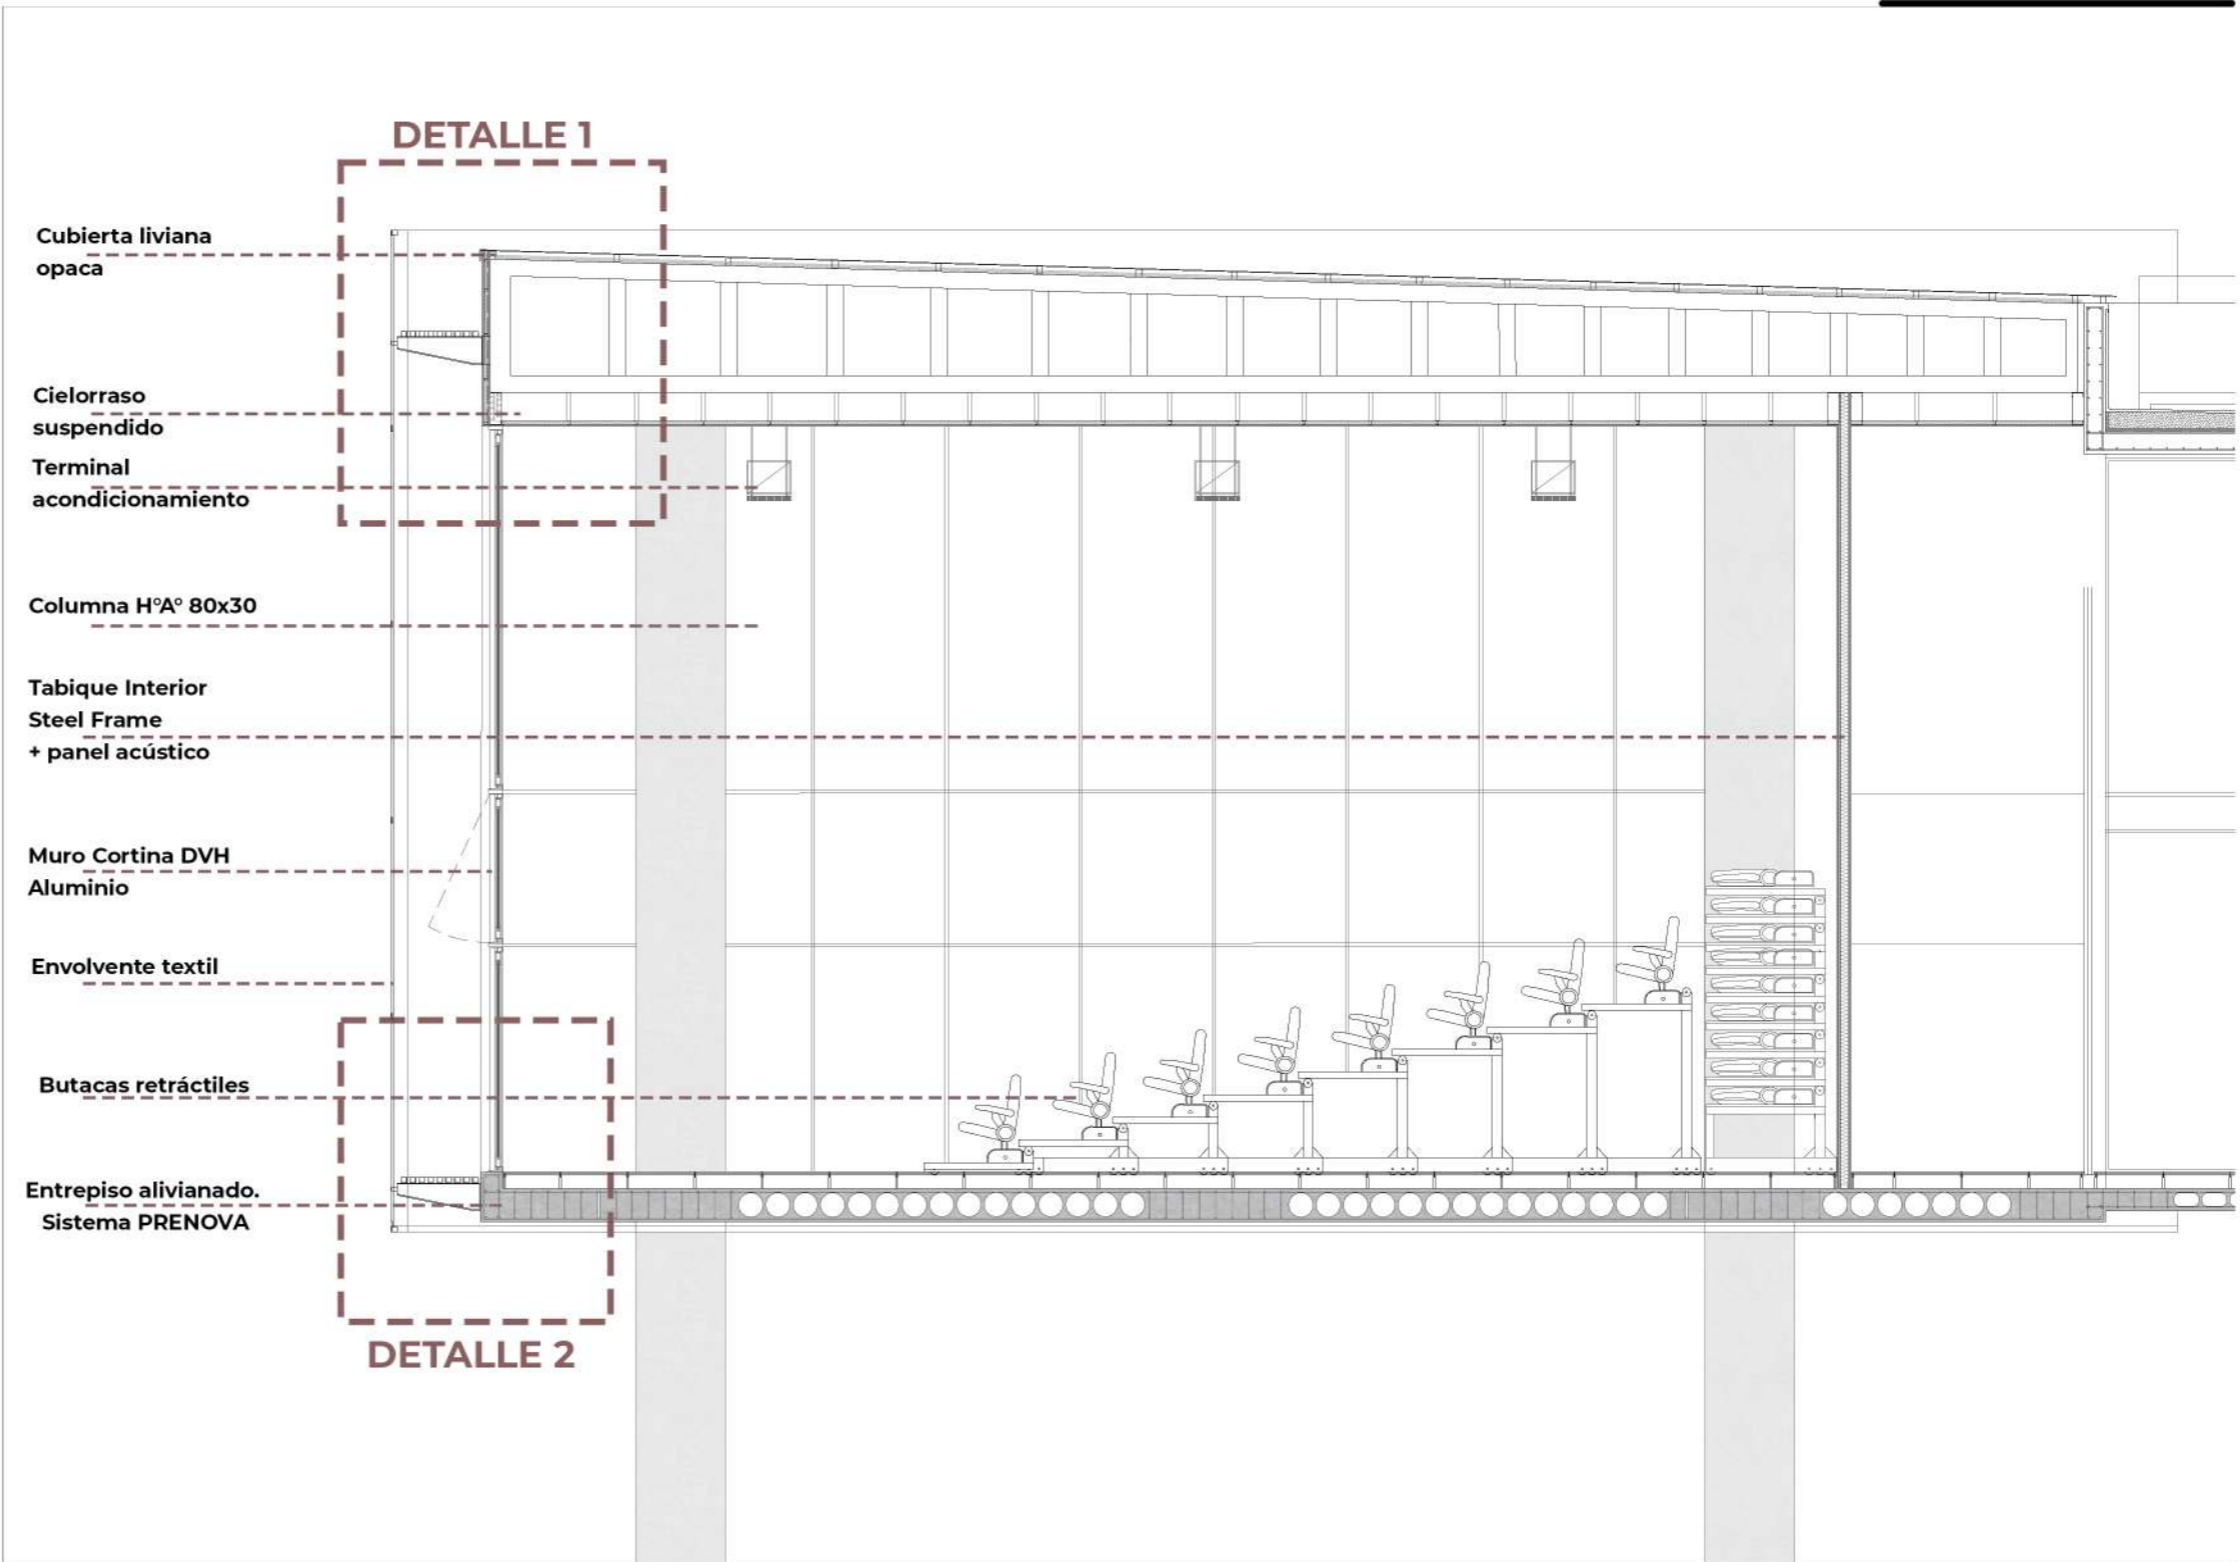 DETALLE 1
Cubierta liviana
opaca
Cielorraso
suspendido
Terminal
acondicionamiento
Columna H°A° 80x30
Tabique Interior
Steel Frame
+ panel acústico
Muro Cortina DVH
Aluminio
Envolvente textil
Butacas retráctiles
Entrepiso alivianado.
Sistema PRENOVA
DETALLE 2